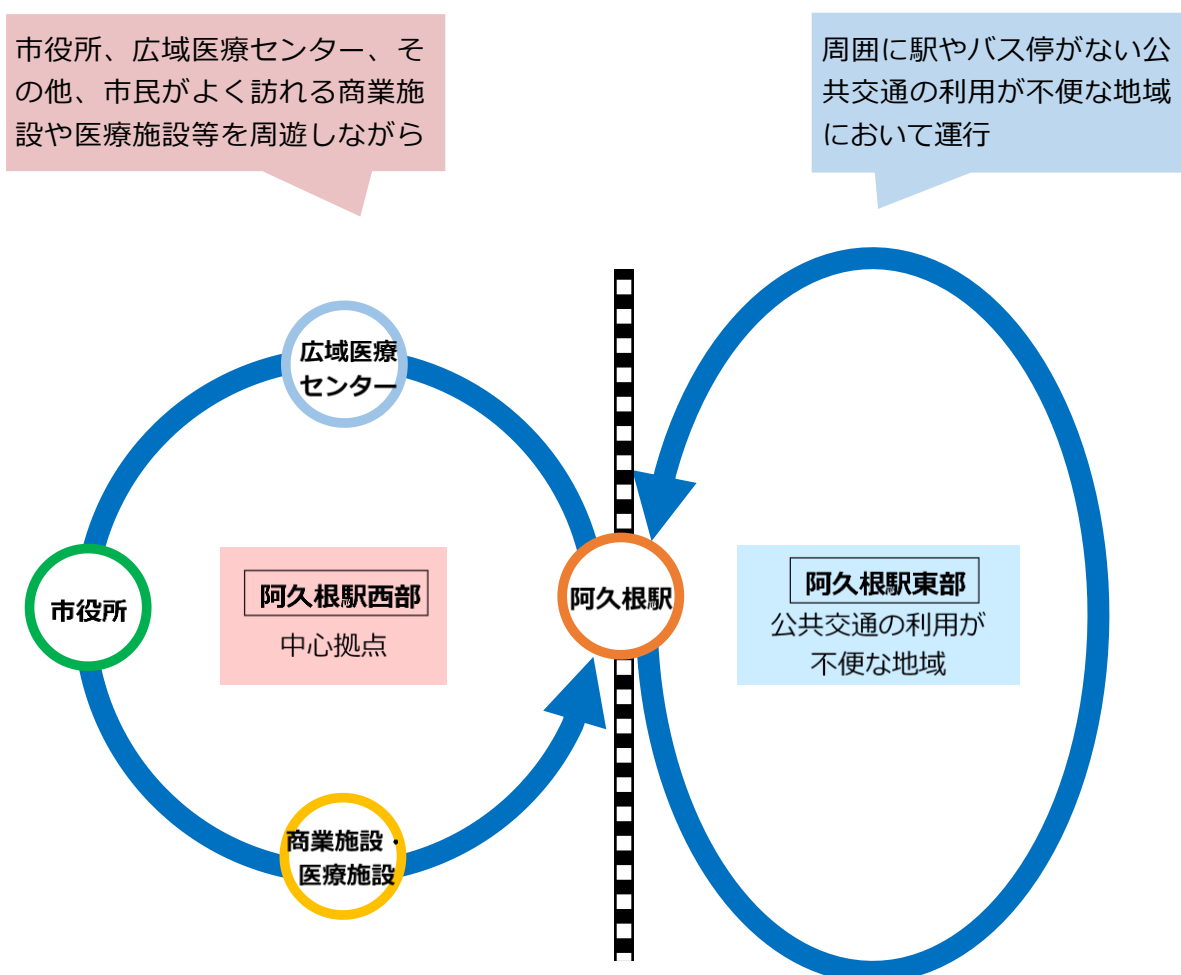 市役所、広域医療センター、そ
の他、市民がよく訪れる商業施
設や医療施設等を周遊しながら
周囲に駅やバス停がない公
共交通の利用が不便な地域
において運行
広域医療
センター
市役所
阿久根駅西部
中心拠点
阿久根駅
阿久根駅東部
公共交通の利用が
不便な地域
商業施設・
医療施設